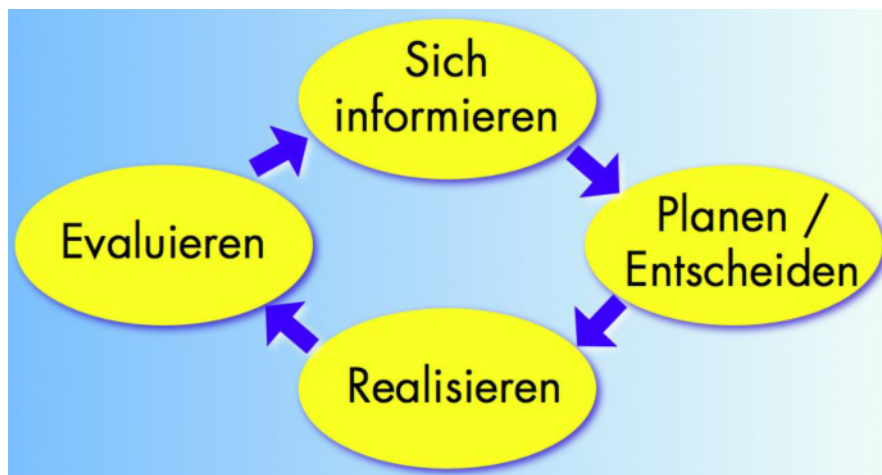 Sich
informieren
Planen /
Entscheiden
Realisieren
Evaluieren